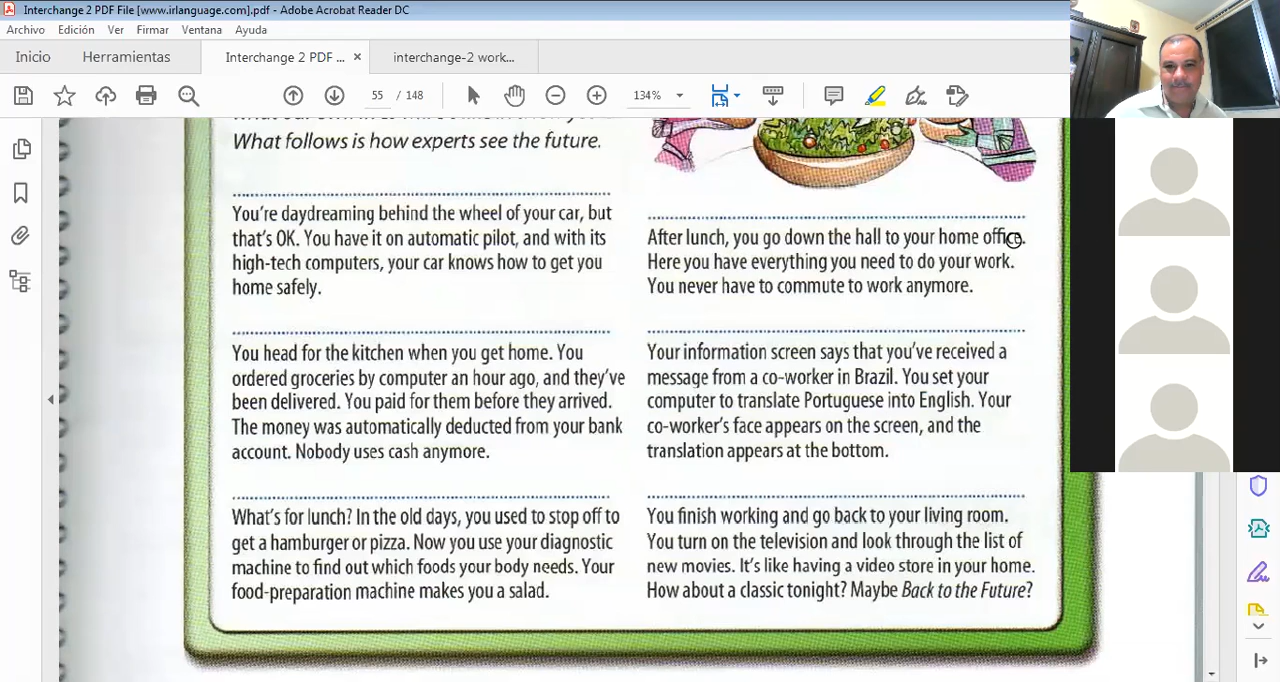 Interchange 2 PDF File [www.irlanguage.com].pdf - Adobe Acrobat Reader DC
Archivo Edición Ver Firmar Ventana Ayuda
Inicio Herramientas Interchange 2 PDF ... × interchange-2 work...
55 / 148 134%
What follows is how experts see the future.
You're daydreaming behind the wheel of your car, but
that's OK. You have it on automatic pilot, and with its
high-tech computers, your car knows how to get you
home safely.
You head for the kitchen when you get home. You
ordered groceries by computer an hour ago, and they've
been delivered. You paid for them before they arrived.
The money was automatically deducted from your bank
account. Nobody uses cash anymore.
What's for lunch? In the old days, you used to stop off to
get a hamburger or pizza. Now you use your diagnostic
machine to find out which foods your body needs. Your
food-preparation machine makes you a salad.
After lunch, you go down the hall to your home office.
Here you have everything you need to do your work.
You never have to commute to work anymore.
Your information screen says that you've received a
message from a co-worker in Brazil. You set your
computer to translate Portuguese into English. Your
co-worker's face appears on the screen, and the
translation appears at the bottom.
You finish working and go back to your living room.
You turn on the television and look through the list of
new movies. It's like having a video store in your home.
How about a classic tonight? Maybe Back to the Future?